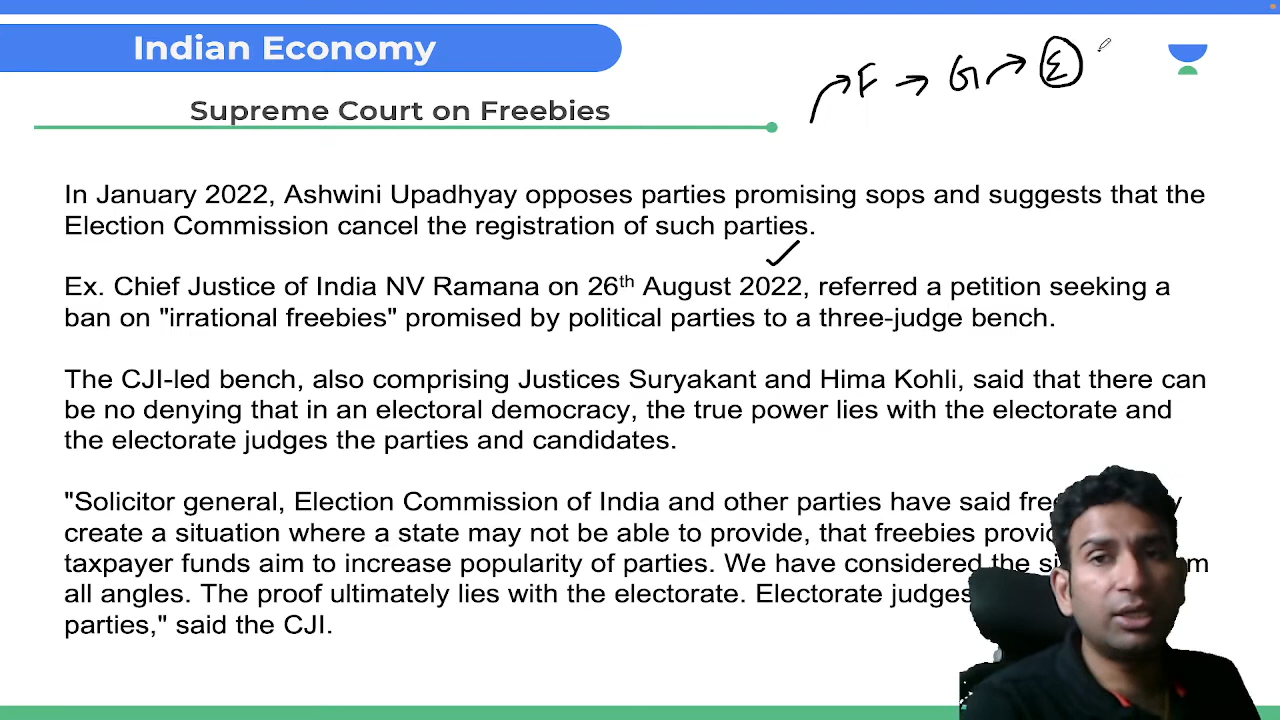 Indian Economy
F → G → E
Supreme Court on Freebies
In January 2022, Ashwini Upadhyay opposes parties promising sops and suggests that the
Election Commission cancel the registration of such parties.
Ex. Chief Justice of India NV Ramana on 26th August 2022, referred a petition seeking a
ban on "irrational freebies" promised by political parties to a three-judge bench.
The CJI-led bench, also comprising Justices Suryakant and Hima Kohli, said that there can
be no denying that in an electoral democracy, the true power lies with the electorate and
the electorate judges the parties and candidates.
"Solicitor general, Election Commission of India and other parties have said
create a situation where a state may not be able to provide, that freebies
taxpayer funds aim to increase popularity of parties. We have considered the
all angles. The proof ultimately lies with the electorate. Electorate judges
parties," said the CJI.